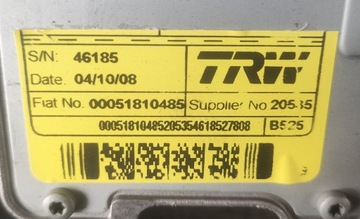 S/N: 46185
TRW
Date. 04/10/08
Fiat No. 00051810485 Supplier No 20535
00051810485205354618527808 B525